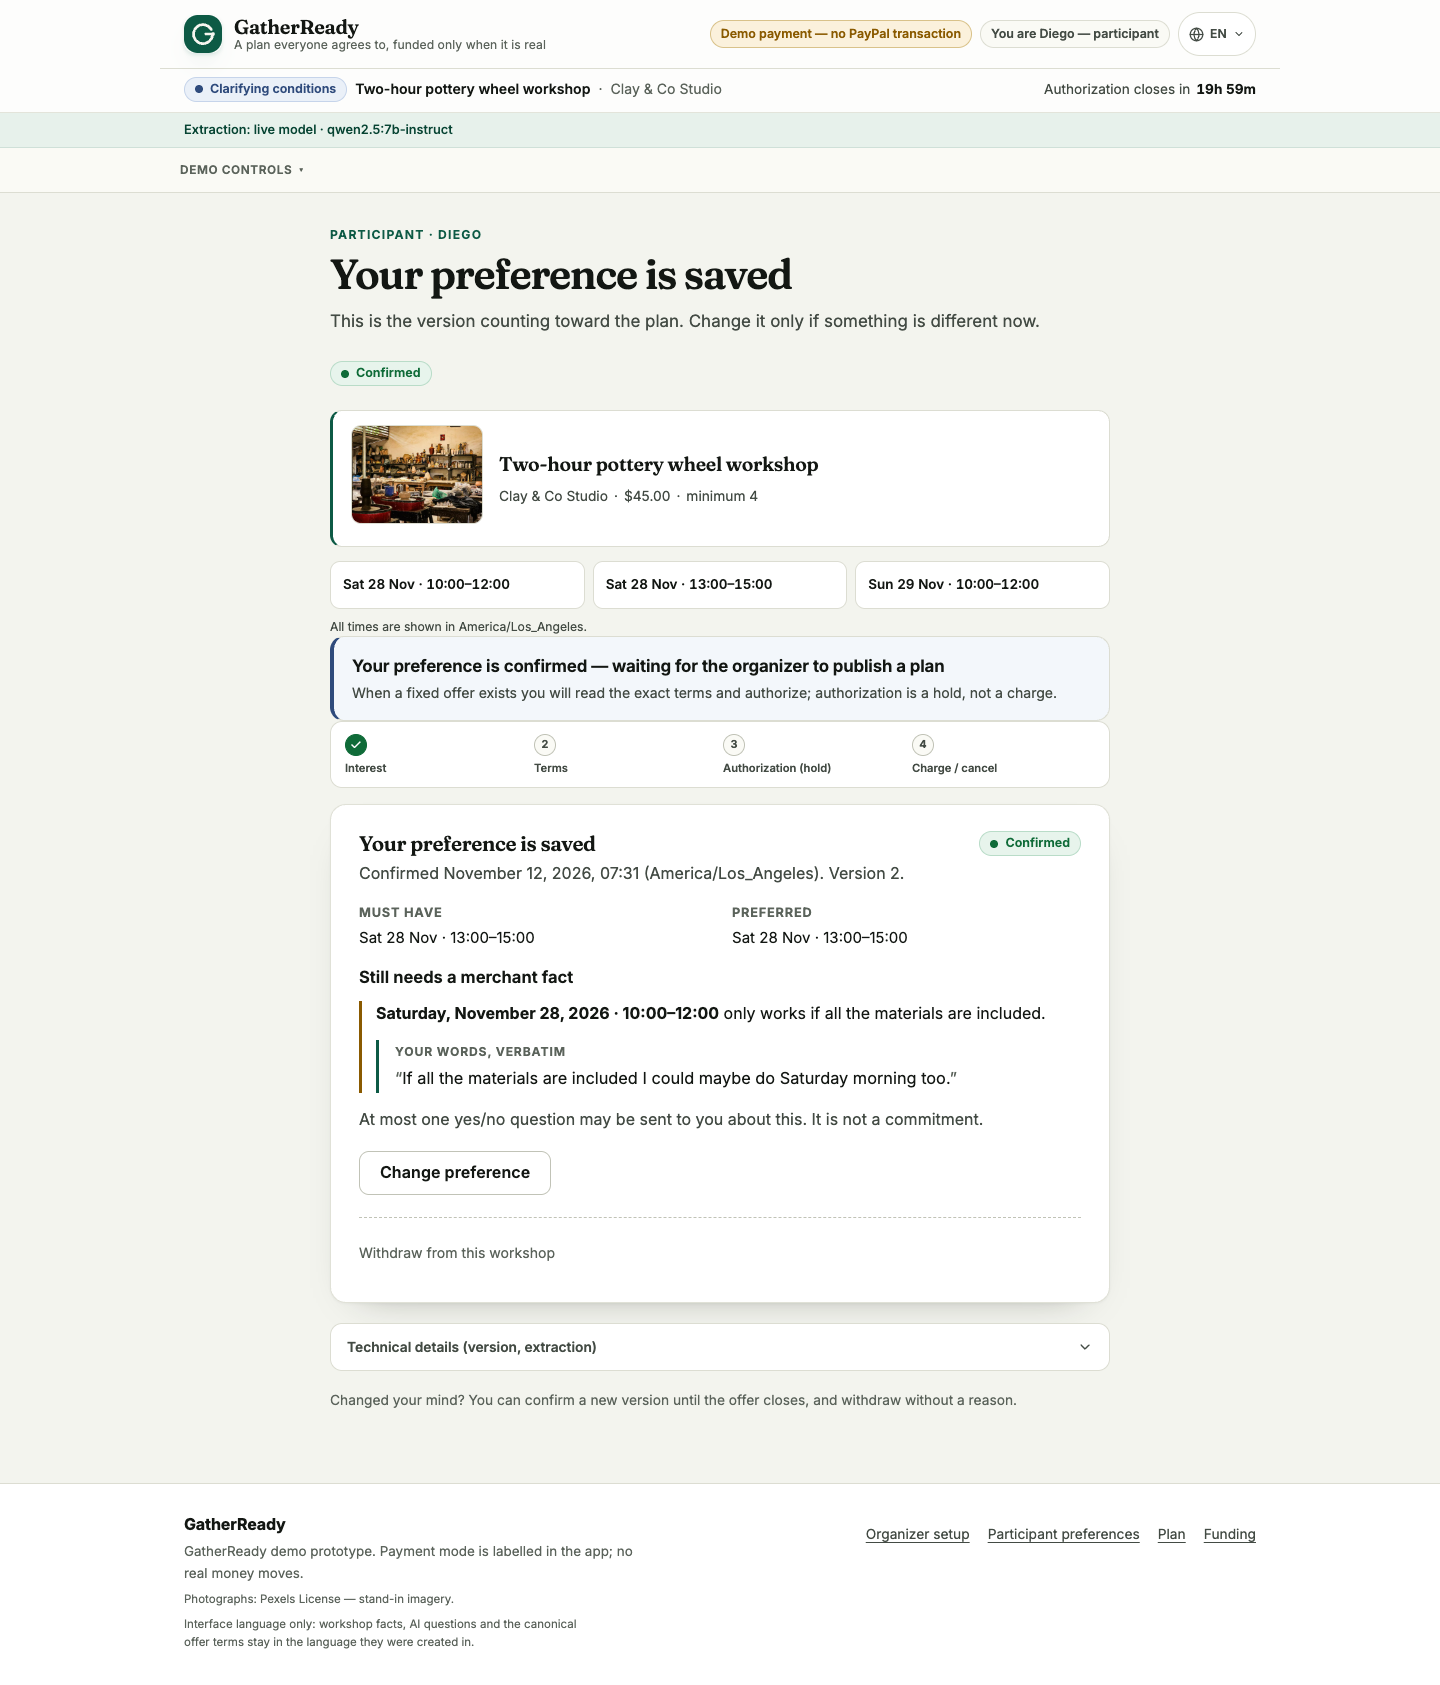 GatherReady
A plan everyone agrees to, funded only when it is real
Demo payment — no PayPal transaction
You are Diego — participant
EN
Clarifying conditions
Two-hour pottery wheel workshop · Clay & Co Studio
Authorization closes in 19h 59m
Extraction: live model · qwen2.5:7b-instruct
DEMO CONTROLS
PARTICIPANT · DIEGO
Your preference is saved
This is the version counting toward the plan. Change it only if something is different now.
Confirmed
Two-hour pottery wheel workshop
Clay & Co Studio · $45.00 · minimum 4
Sat 28 Nov · 10:00–12:00
Sat 28 Nov · 13:00–15:00
Sun 29 Nov · 10:00–12:00
All times are shown in America/Los_Angeles.
Your preference is confirmed — waiting for the organizer to publish a plan
When a fixed offer exists you will read the exact terms and authorize; authorization is a hold, not a charge.
Interest
2
Terms
3
Authorization (hold)
4
Charge / cancel
Your preference is saved
Confirmed
Confirmed November 12, 2026, 07:31 (America/Los_Angeles). Version 2.
MUST HAVE
Sat 28 Nov · 13:00–15:00
PREFERRED
Sat 28 Nov · 13:00–15:00
Still needs a merchant fact
Saturday, November 28, 2026 · 10:00–12:00 only works if all the materials are included.
YOUR WORDS, VERBATIM
“If all the materials are included I could maybe do Saturday morning too.”
At most one yes/no question may be sent to you about this. It is not a commitment.
Change preference
Withdraw from this workshop
Technical details (version, extraction)
Changed your mind? You can confirm a new version until the offer closes, and withdraw without a reason.
GatherReady
GatherReady demo prototype. Payment mode is labelled in the app; no
real money moves.
Photographs: Pexels License — stand-in imagery.
Interface language only: workshop facts, AI questions and the canonical
offer terms stay in the language they were created in.
Organizer setup
Participant preferences
Plan
Funding